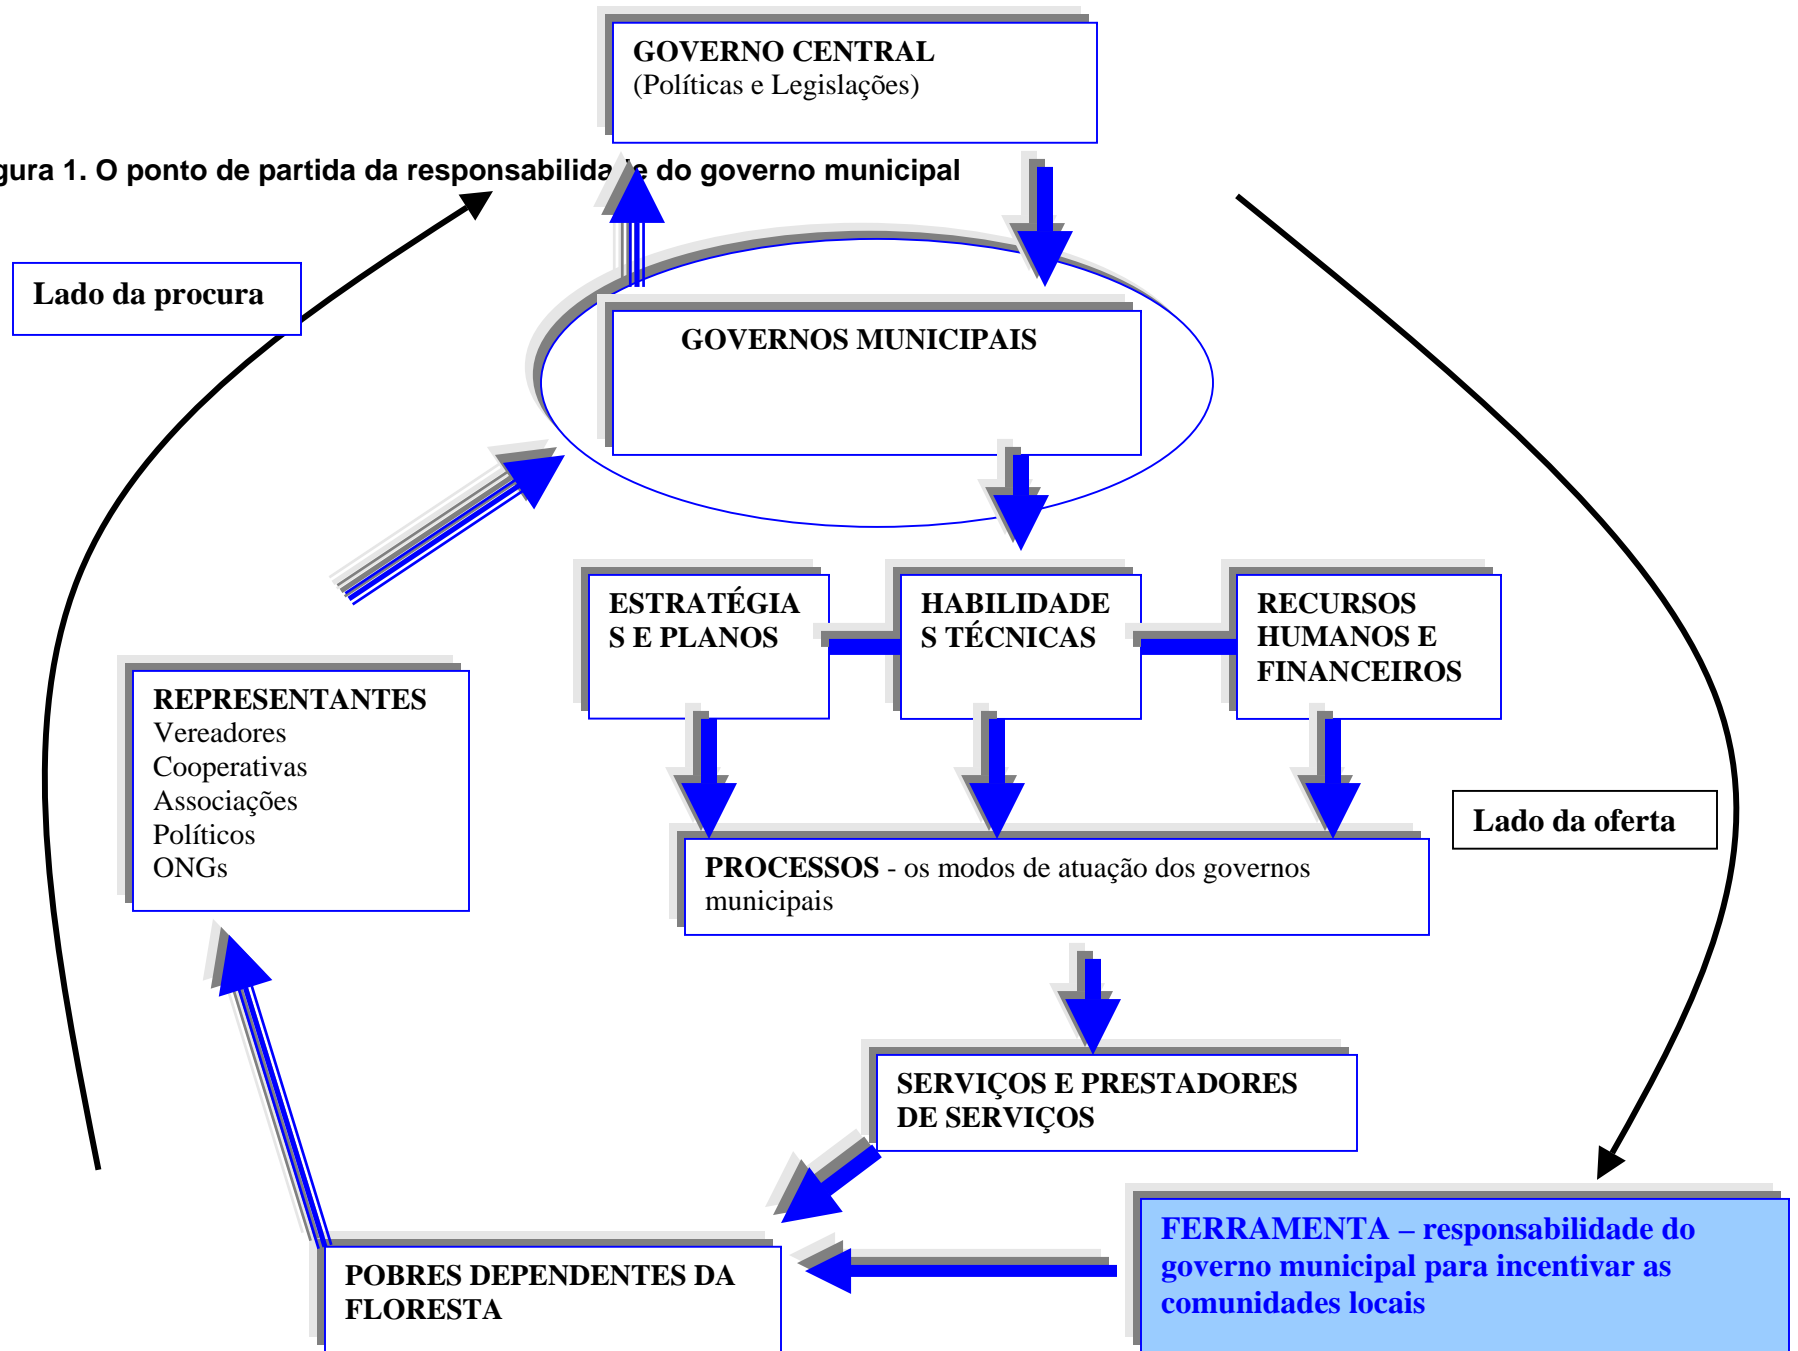 GOVERNO CENTRAL
(Políticas e Legislações)
gura 1. O ponto de partida da responsabilidade do governo municipal
Lado da procura
GOVERNOS MUNICIPAIS
ESTRATÉGIA
S E PLANOS
HABILIDADE
S TÉCNICAS
RECURSOS
HUMANOS E
FINANCEIROS
REPRESENTANTES
Vereadores
Cooperativas
Associações
Políticos
ONGs
Lado da oferta
PROCESSOS - os modos de atuação dos governos
municipais
SERVIÇOS E PRESTADORES
DE SERVIÇOS
FERRAMENTA – responsabilidade do
governo municipal para incentivar as
comunidades locais
POBRES DEPENDENTES DA
FLORESTA